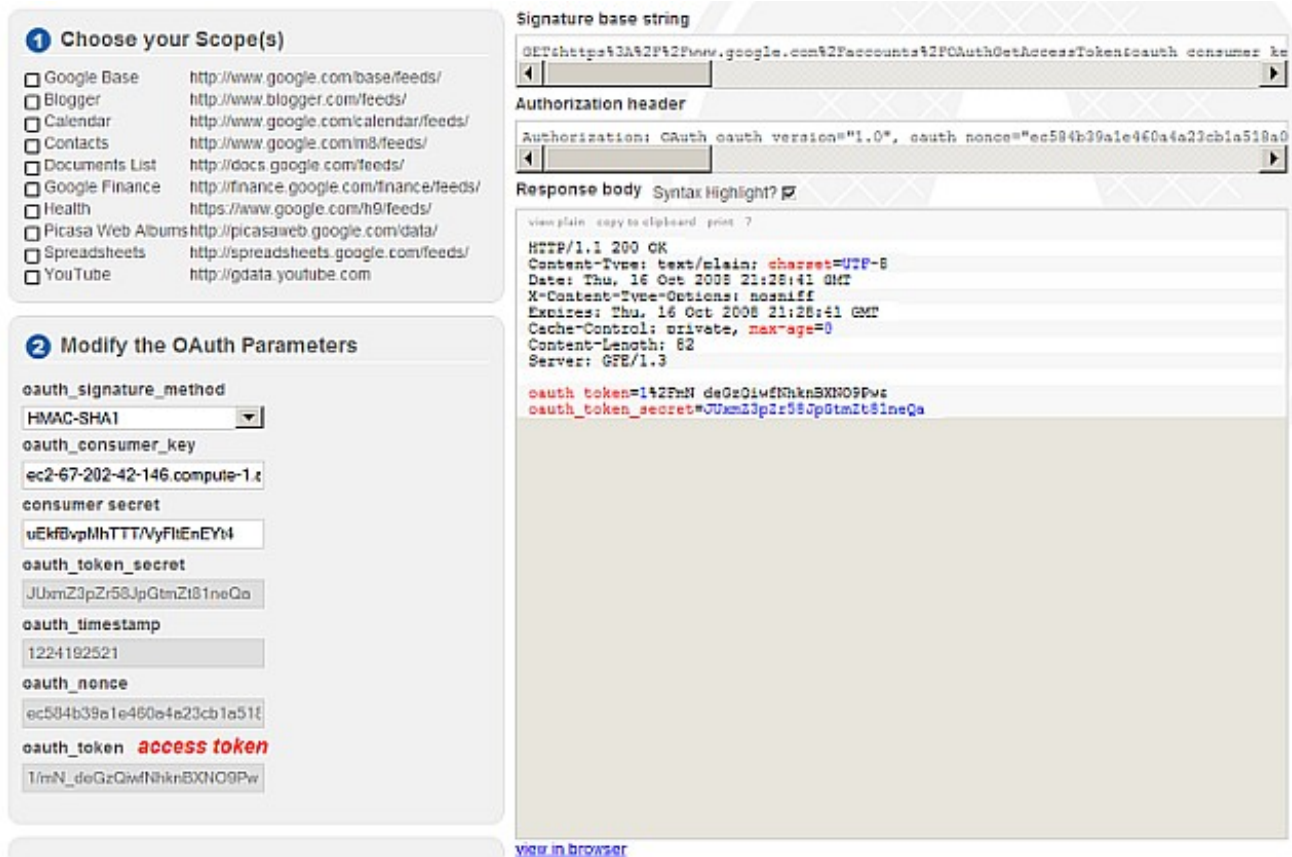 1 Choose your Scope(s)
Google Base http://www.google.com/base/feeds/
Blogger http://www.blogger.com/feeds/
Calendar http://www.google.com/calendar/feeds/
Contacts http://www.google.com/m8/feeds/
Documents List http://docs.google.com/feeds/
Google Finance http://finance.google.com/finance/feeds/
Health https://www.google.com/h9/feeds/
Picasa Web Albums http://picasaweb.google.com/data/
Spreadsheets http://spreadsheets.google.com/feeds/
YouTube http://gdata.youtube.com
2 Modify the OAuth Parameters
oauth_signature_method
HMAC-SHA1
oauth_consumer_key
ec2-67-202-42-146.compute-1.
consumer secret
oauth_token_secret
JUxmZ3pZr58JpGtmZt81neQa
oauth_timestamp
1224192521
oauth_nonce
ec584b39a1e460a4a23cb1a518
oauth_token access token
1/mN_deGzQiwfNhknBXNO9Pw
Signature base string
GET&https%3A%2F%2Fwww.google.com%2Faccounts%2FOAuthGetAccessToken&oauth_consumer_ke
Authorization header
Authorization: OAuth oauth_version="1.0", oauth_nonce="ec584b39a1e460a4a23cb1a518a0
Response body Syntax Highlight?
view plain copy to clipboard print ?
HTTP/1.1 200 OK
Content-Type: text/plain; charset=UTF-8
Date: Thu, 16 Oct 2008 21:28:41 GMT
X-Content-Type-Options: nosniff
Expires: Thu, 16 Oct 2008 21:28:41 GMT
Cache-Control: private, max-age=0
Content-Length: 82
Server: GFE/1.3
oauth_token=1%2FmN_deGzQiwfNhknBXNO9Pws
oauth_token_secret=JUxmZ3pZr58JpGtmZt81neQa
view in browser